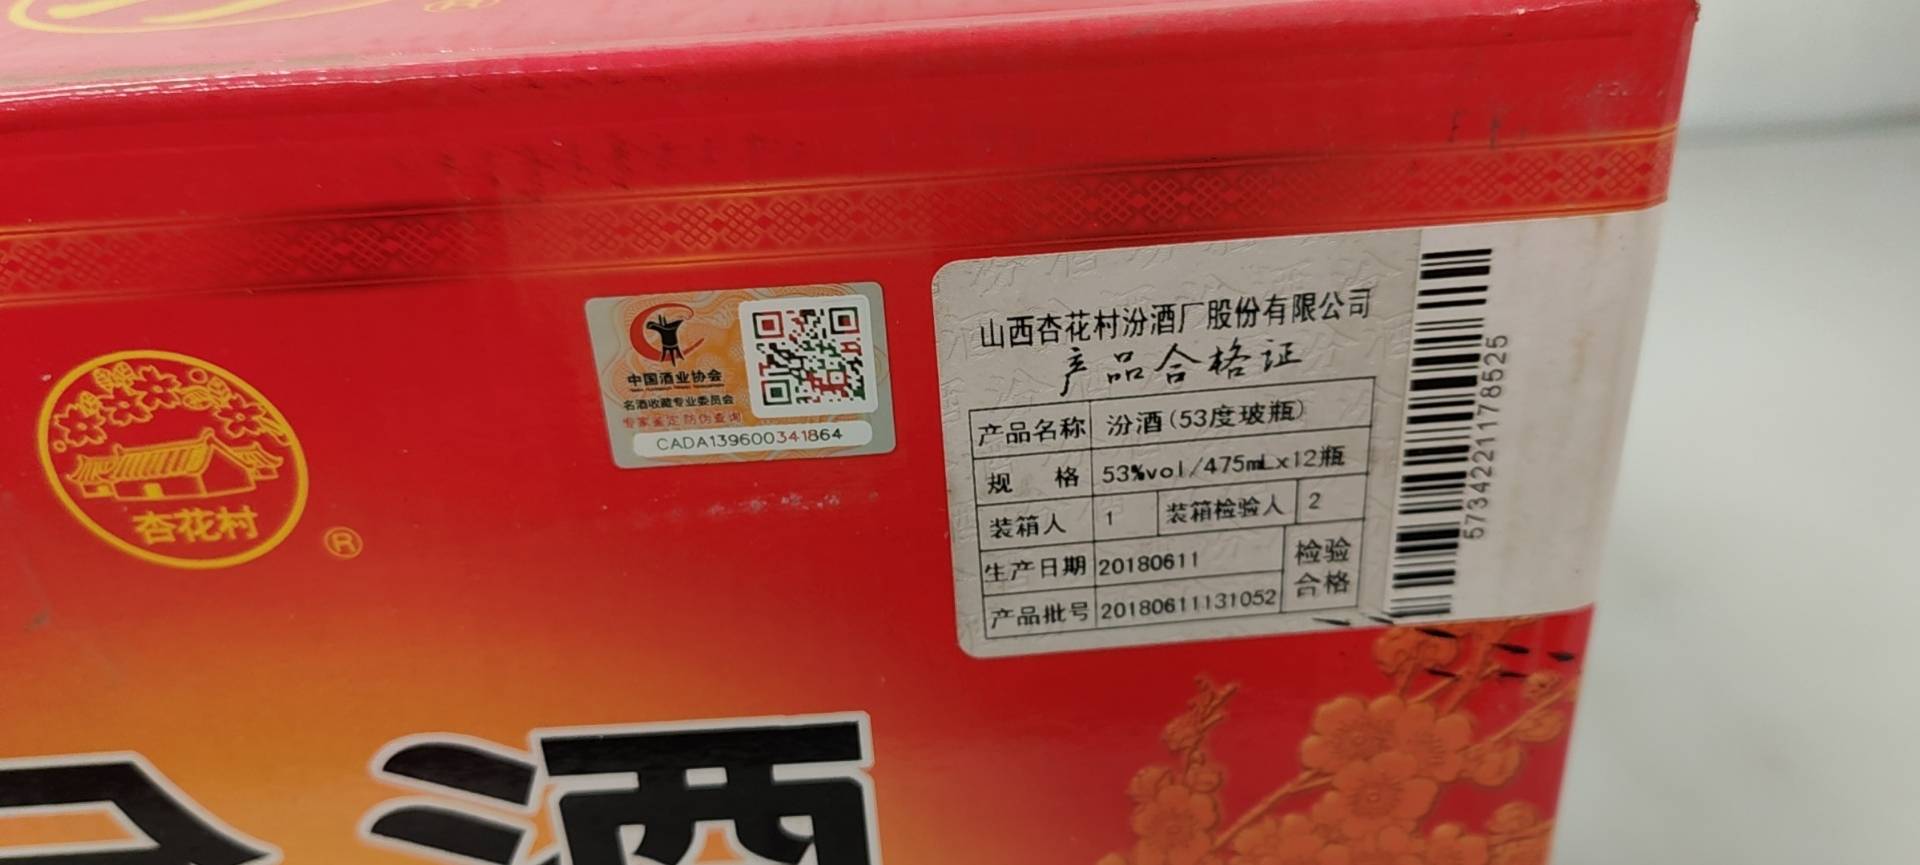 ®
杏花村
®
中国酒业协会
名酒收藏专业委员会
专家鉴定 防伪查询
CADA139600341864
山西杏花村汾酒厂股份有限公司
产品合格证
产品名称 汾酒(53度玻瓶)
规 格 53%vol/475mLx12瓶
装箱人 1 装箱检验人 2
生产日期 20180611 检验
产品批号 20180611131052 合格
573422117178525
酒